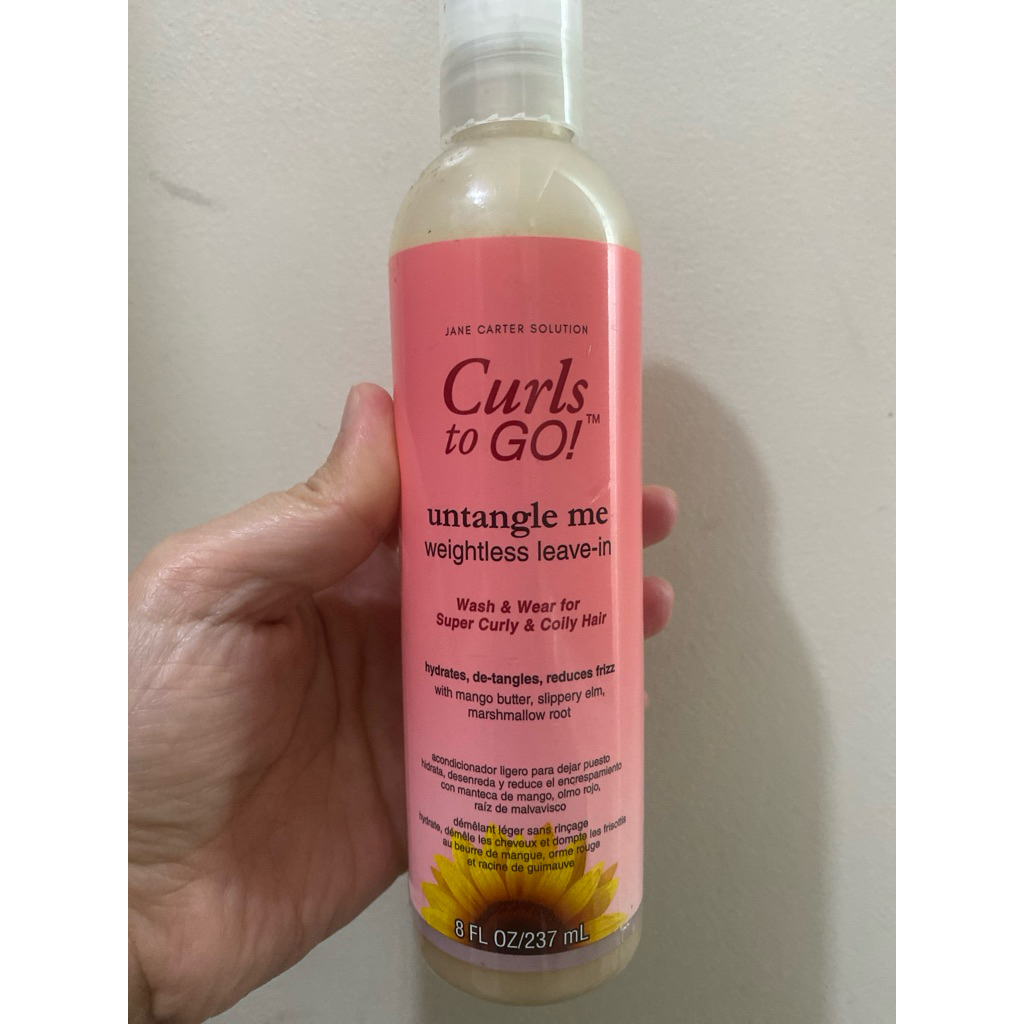 JANE CARTER SOLUTION
Curls
to GO!™
untangle me
weightless leave-in
Wash & Wear for
Super Curly & Coily Hair
hydrates, de-tangles, reduces frizz
with mango butter, slippery elm,
marshmallow root
acondicionador ligero para dejar puesto
hidrata, desenreda y reduce el encrespamiento
con manteca de mango, olmo rojo,
raíz de malvavisco
démêlant léger sans rinçage
hydrate, démêle les cheveux et dompte les frisottis
au beurre de mangue, orme rouge
et racine de guimauve
8 FL OZ/237 mL